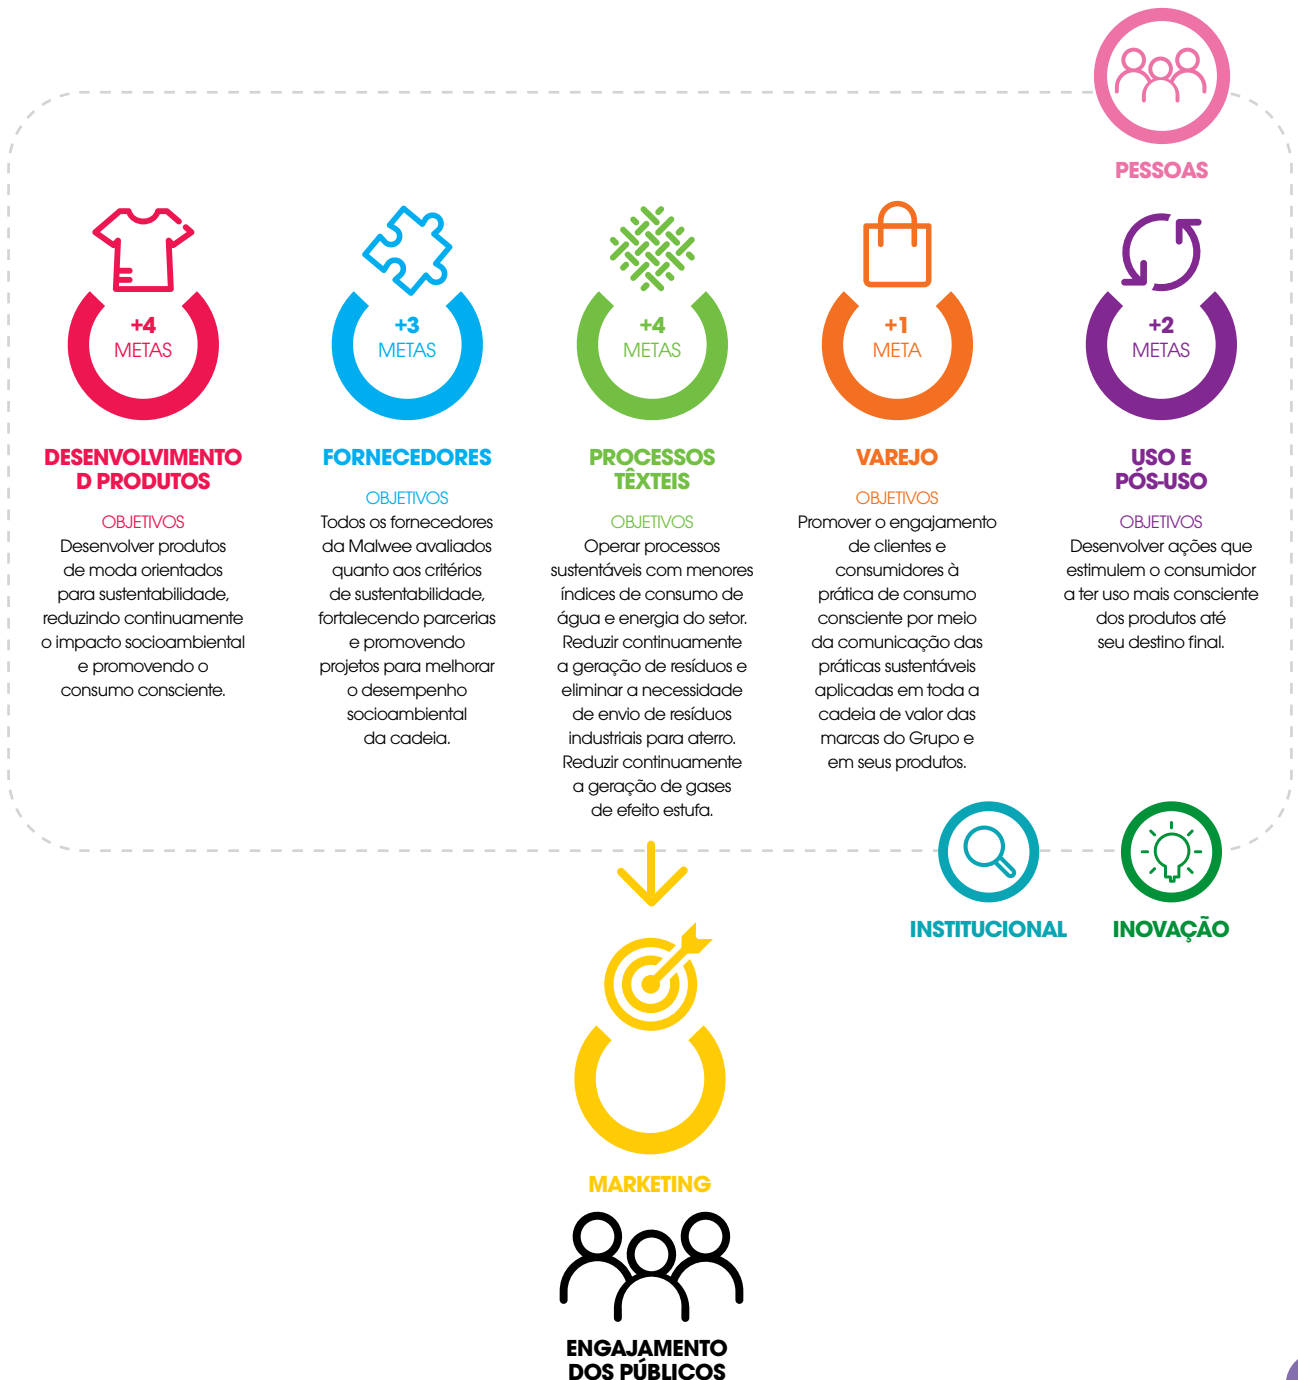 PESSOAS
+4
METAS
DESENVOLVIMENTO
D PRODUTOS
OBJETIVOS
Desenvolver produtos
de moda orientados
para sustentabilidade,
reduzindo continuamente
o impacto socioambiental
e promovendo o
consumo consciente.
+3
METAS
FORNECEDORES
OBJETIVOS
Todos os fornecedores
da Malwee avaliados
quanto aos critérios
de sustentabilidade,
fortalecendo parcerias
e promovendo
projetos para melhorar
o desempenho
socioambiental
da cadeia.
+4
METAS
PROCESSOS
TÊXTEIS
OBJETIVOS
Operar processos
sustentáveis com menores
índices de consumo de
água e energia do setor.
Reduzir continuamente
a geração de resíduos e
eliminar a necessidade
de envio de resíduos
industriais para aterro.
Reduzir continuamente
a geração de gases
de efeito estufa.
+1
META
VAREJO
OBJETIVOS
Promover o engajamento
de clientes e
consumidores à
prática de consumo
consciente por meio
da comunicação das
práticas sustentáveis
aplicadas em toda a
cadeia de valor das
marcas do Grupo e
em seus produtos.
+2
METAS
USO E
PÓS-USO
OBJETIVOS
Desenvolver ações que
estimulem o consumidor
a ter uso mais consciente
dos produtos até
seu destino final.
INSTITUCIONAL
INOVAÇÃO
MARKETING
ENGAJAMENTO
DOS PÚBLICOS